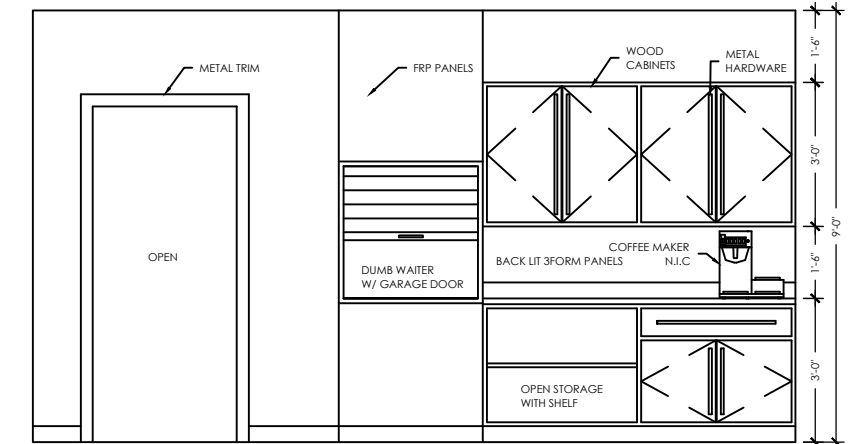 METAL TRIM
FRP PANELS
WOOD
CABINETS
METAL
HARDWARE
1'-6"
3'-0"
9'-0"
OPEN
COFFEE MAKER
BACK LIT 3FORM PANELS N.I.C
1'-6"
DUMB WAITER
W/ GARAGE DOOR
3'-0"
OPEN STORAGE
WITH SHELF